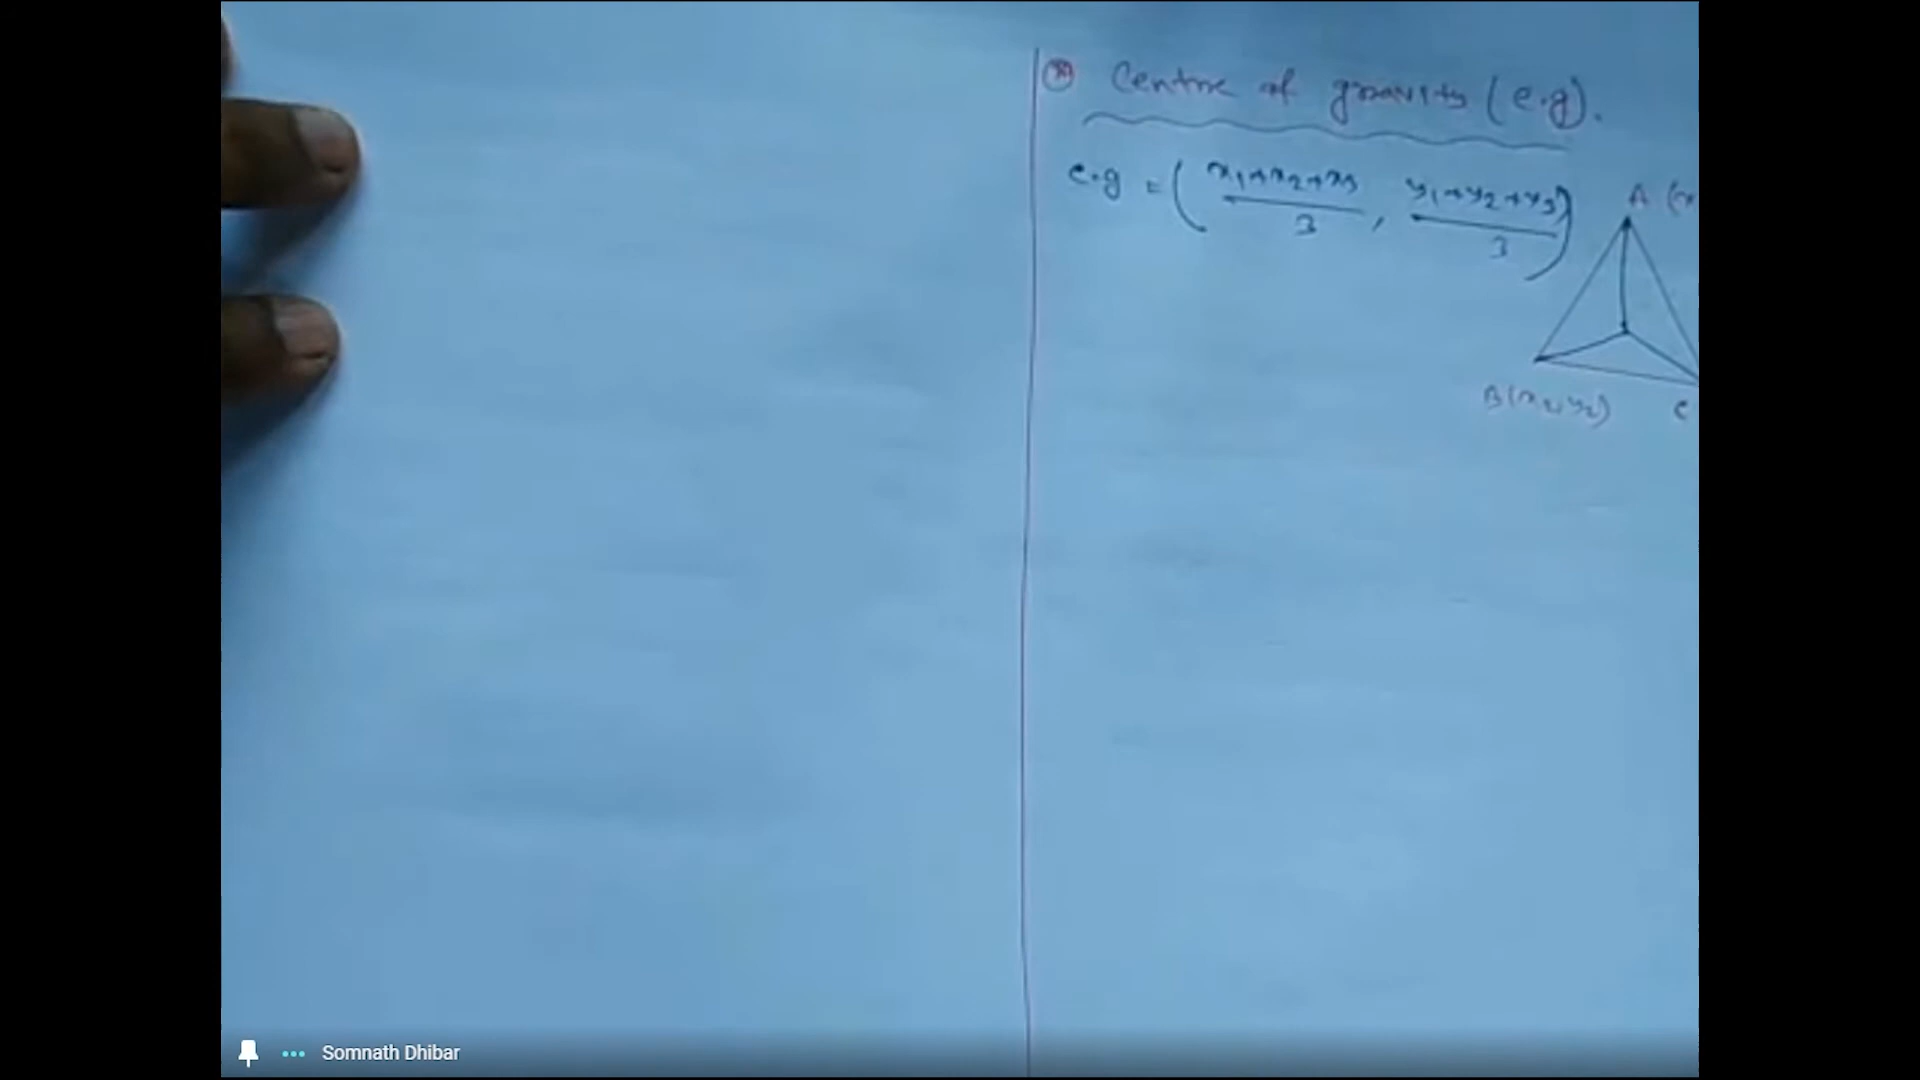 Centre of gravity (c.g).
c.g = ( x₁+x₂+x₃ / 3 , y₁+y₂+y₃ / 3 )
A (x
B(x₂,y₂) C
Somnath Dhibar